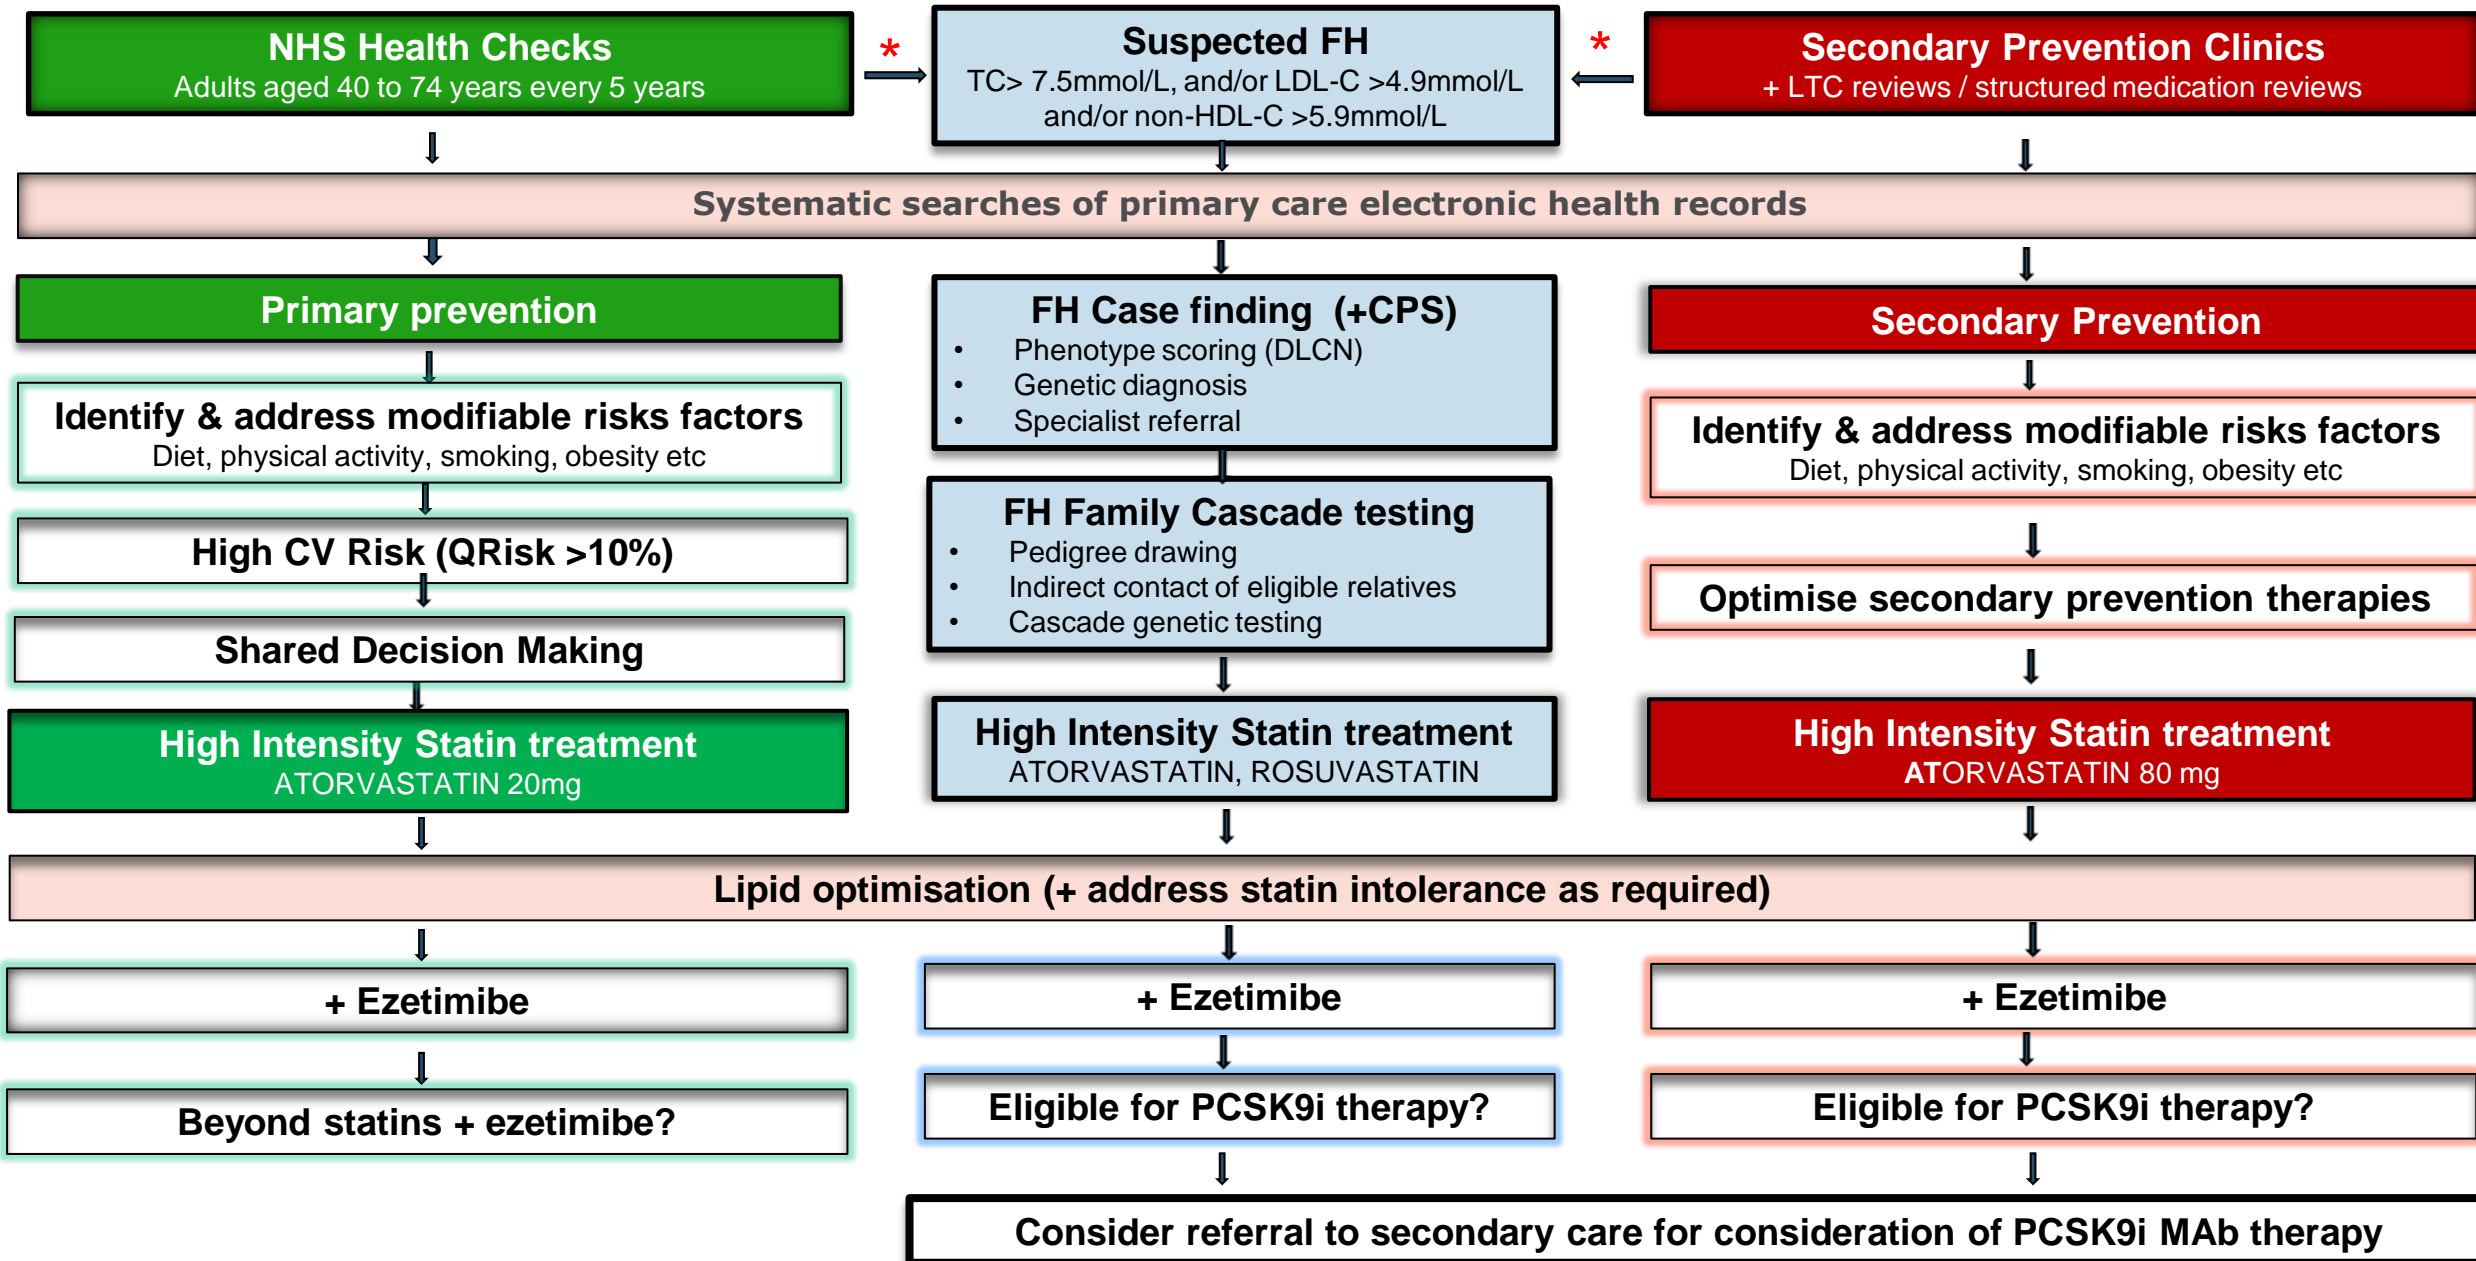 NHS Health Checks
Adults aged 40 to 74 years every 5 years
*
Suspected FH
TC> 7.5mmol/L, and/or LDL-C >4.9mmol/L
and/or non-HDL-C >5.9mmol/L
*
Secondary Prevention Clinics
+ LTC reviews / structured medication reviews
Systematic searches of primary care electronic health records
Primary prevention
Identify & address modifiable risks factors
Diet, physical activity, smoking, obesity etc
High CV Risk (QRisk >10%)
Shared Decision Making
High Intensity Statin treatment
ATORVASTATIN 20mg
FH Case finding (+CPS)
• Phenotype scoring (DLCN)
• Genetic diagnosis
• Specialist referral
FH Family Cascade testing
• Pedigree drawing
• Indirect contact of eligible relatives
• Cascade genetic testing
High Intensity Statin treatment
ATORVASTATIN, ROSUVASTATIN
Secondary Prevention
Identify & address modifiable risks factors
Diet, physical activity, smoking, obesity etc
Optimise secondary prevention therapies
High Intensity Statin treatment
ATORVASTATIN 80 mg
Lipid optimisation (+ address statin intolerance as required)
+ Ezetimibe
Beyond statins + ezetimibe?
+ Ezetimibe
Eligible for PCSK9i therapy?
+ Ezetimibe
Eligible for PCSK9i therapy?
Consider referral to secondary care for consideration of PCSK9i MAb therapy